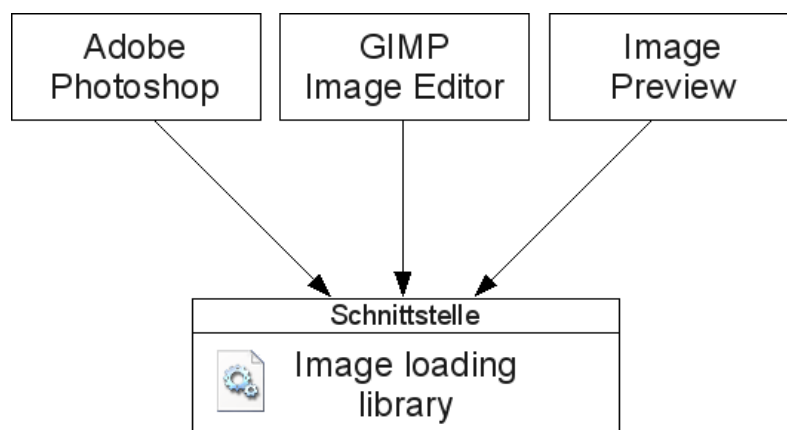 Adobe
Photoshop
GIMP
Image Editor
Image
Preview
Schnittstelle
Image loading
library